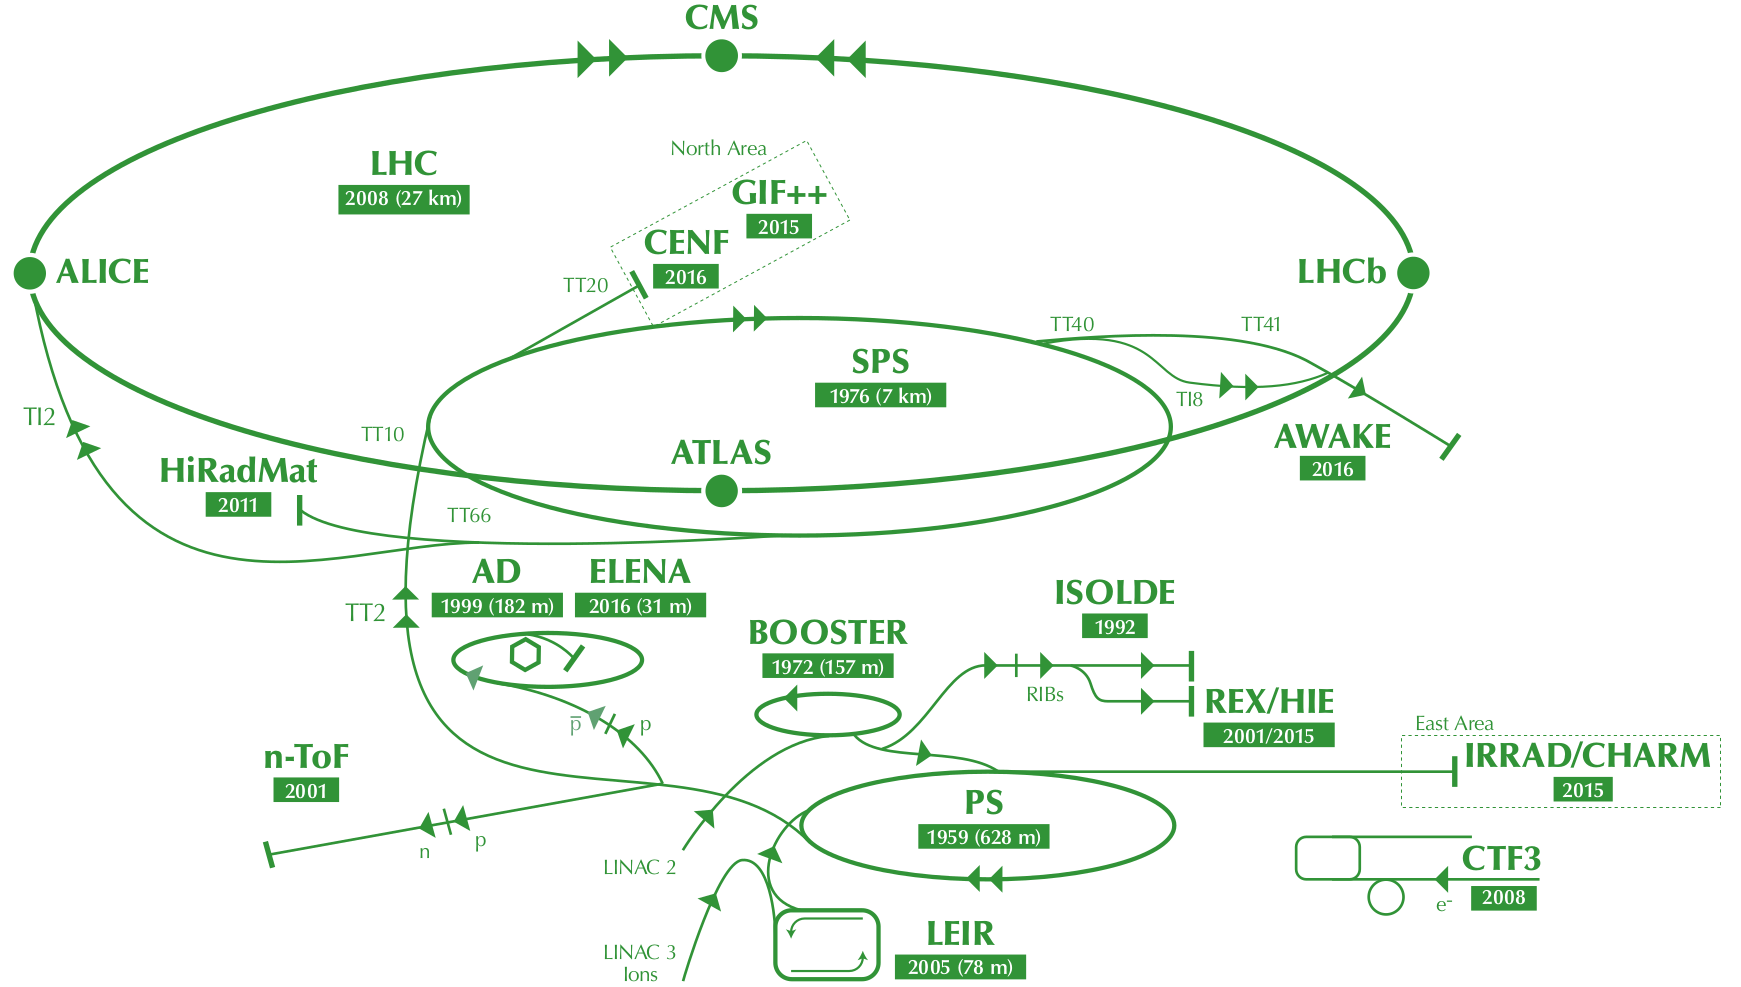 CMS
LHC
2008 (27 km)
North Area
GIF++
2015
CENF
2016
ALICE
LHCb
TT20
TT40
TT41
SPS
1976 (7 km)
TI8
TI2
TT10
ATLAS
AWAKE
2016
HiRadMat
2011
TT66
AD
1999 (182 m)
ELENA
2016 (31 m)
TT2
ISOLDE
1992
BOOSTER
1972 (157 m)
RIBs
REX/HIE
2001/2015
p̅
p
East Area
IRRAD/CHARM
2015
n-ToF
2001
n
p
PS
1959 (628 m)
LINAC 2
CTF3
2008
e-
LEIR
2005 (78 m)
LINAC 3
Ions